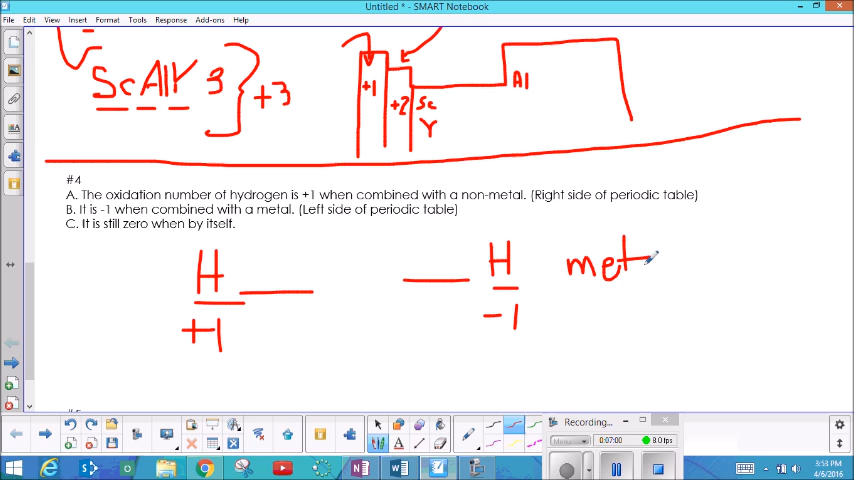 Untitled * - SMART Notebook
File Edit View Insert Format Tools Response Add-ons Help
ScAlY 3 } +3
+1 +2 Sc Al
Y
#4
A. The oxidation number of hydrogen is +1 when combined with a non-metal. (Right side of periodic table)
B. It is -1 when combined with a metal. (Left side of periodic table)
C. It is still zero when by itself.
H H met
+1 -1
Recording...
Menu 0:07:00 8.0 fps
3:53 PM
4/6/2016